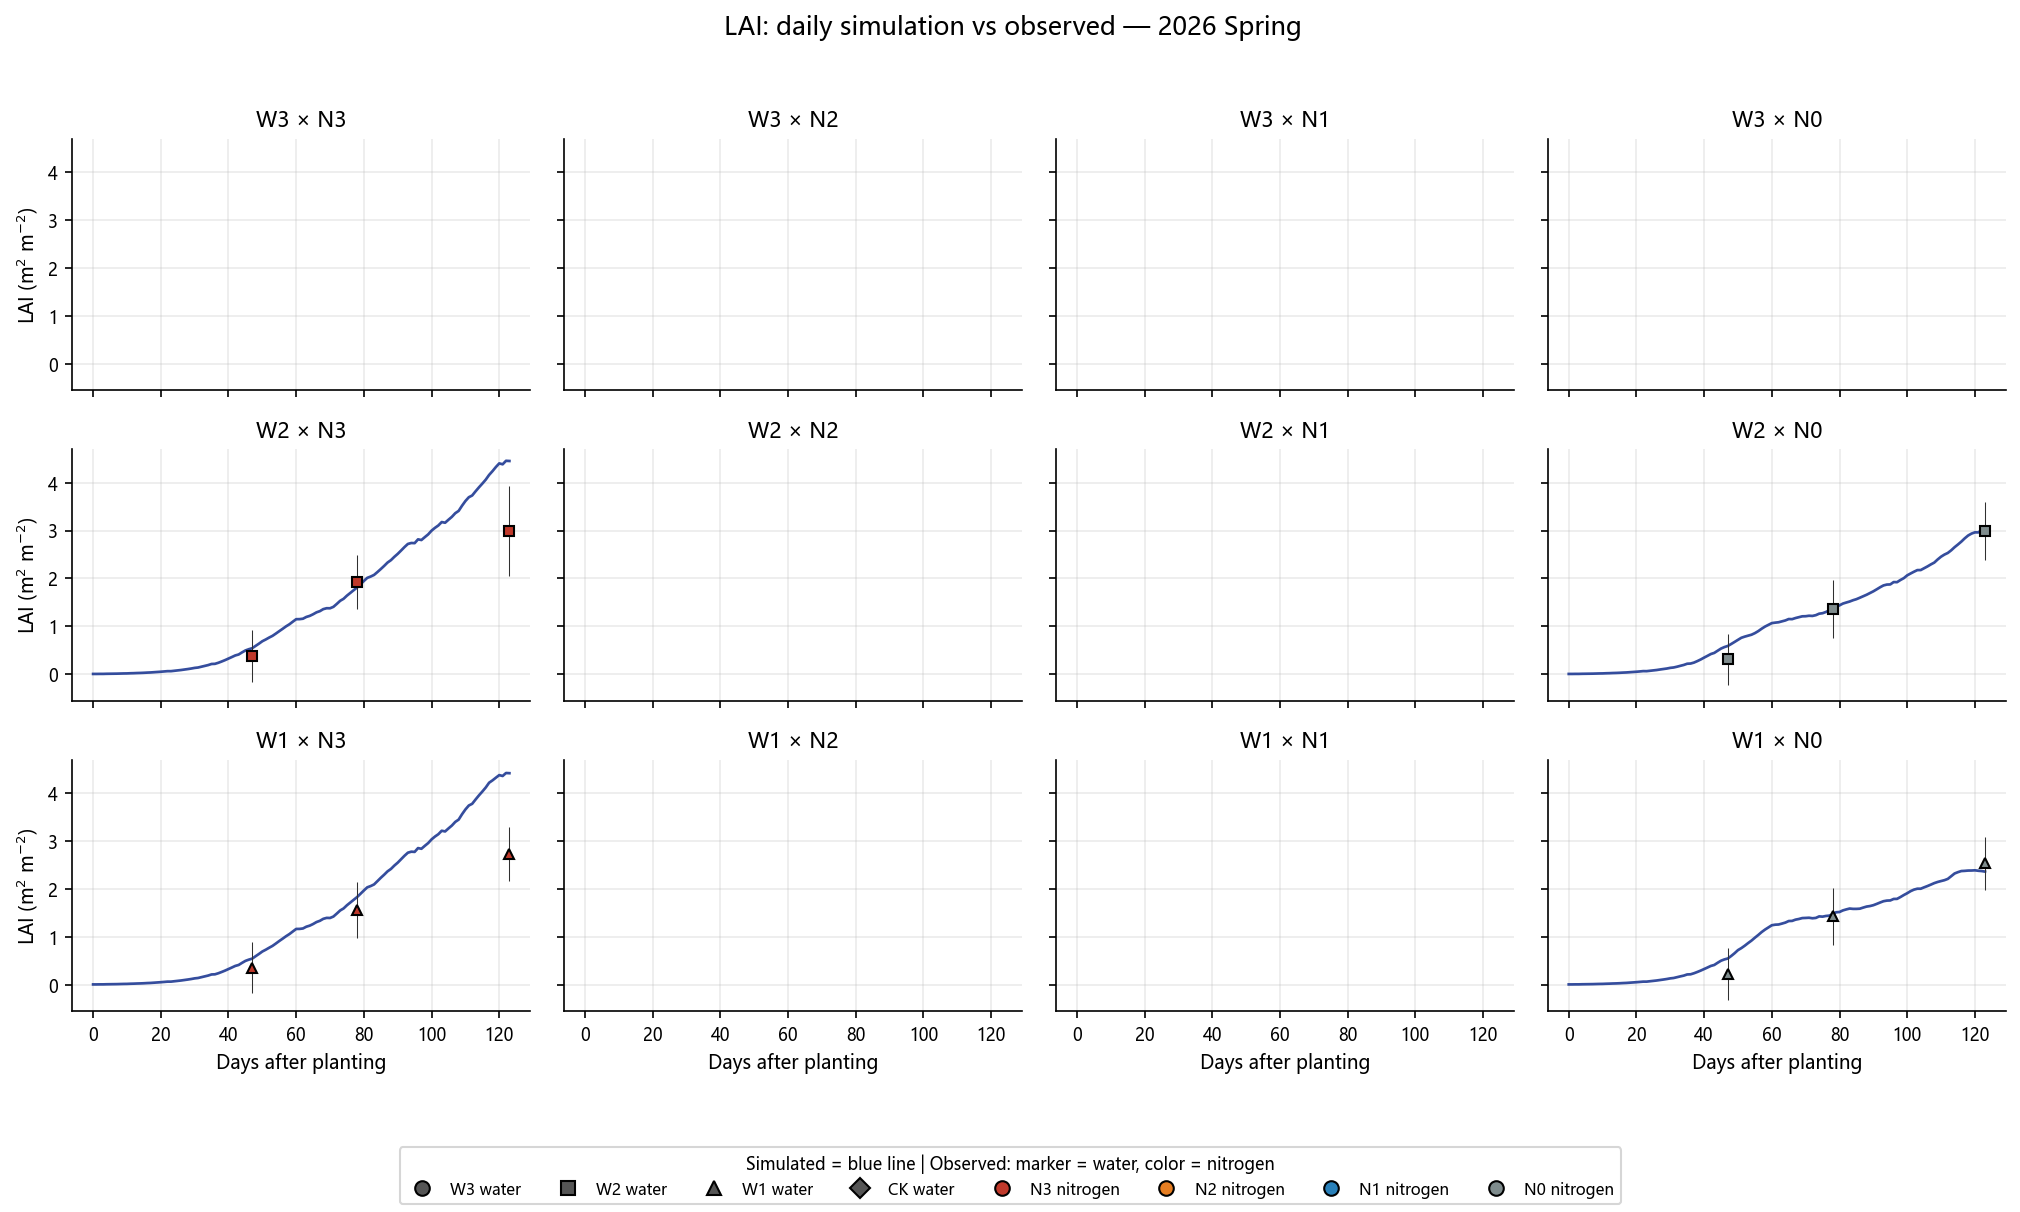 LAI: daily simulation vs observed — 2026 Spring
W3 × N3
W3 × N2
W3 × N1
W3 × N0
LAI (m² m⁻²)
4
3
2
1
0
W2 × N3
W2 × N2
W2 × N1
W2 × N0
LAI (m² m⁻²)
4
3
2
1
0
W1 × N3
W1 × N2
W1 × N1
W1 × N0
LAI (m² m⁻²)
4
3
2
1
0
0 20 40 60 80 100 120
0 20 40 60 80 100 120
0 20 40 60 80 100 120
0 20 40 60 80 100 120
Days after planting
Days after planting
Days after planting
Days after planting
Simulated = blue line | Observed: marker = water, color = nitrogen
W3 water W2 water W1 water CK water N3 nitrogen N2 nitrogen N1 nitrogen N0 nitrogen